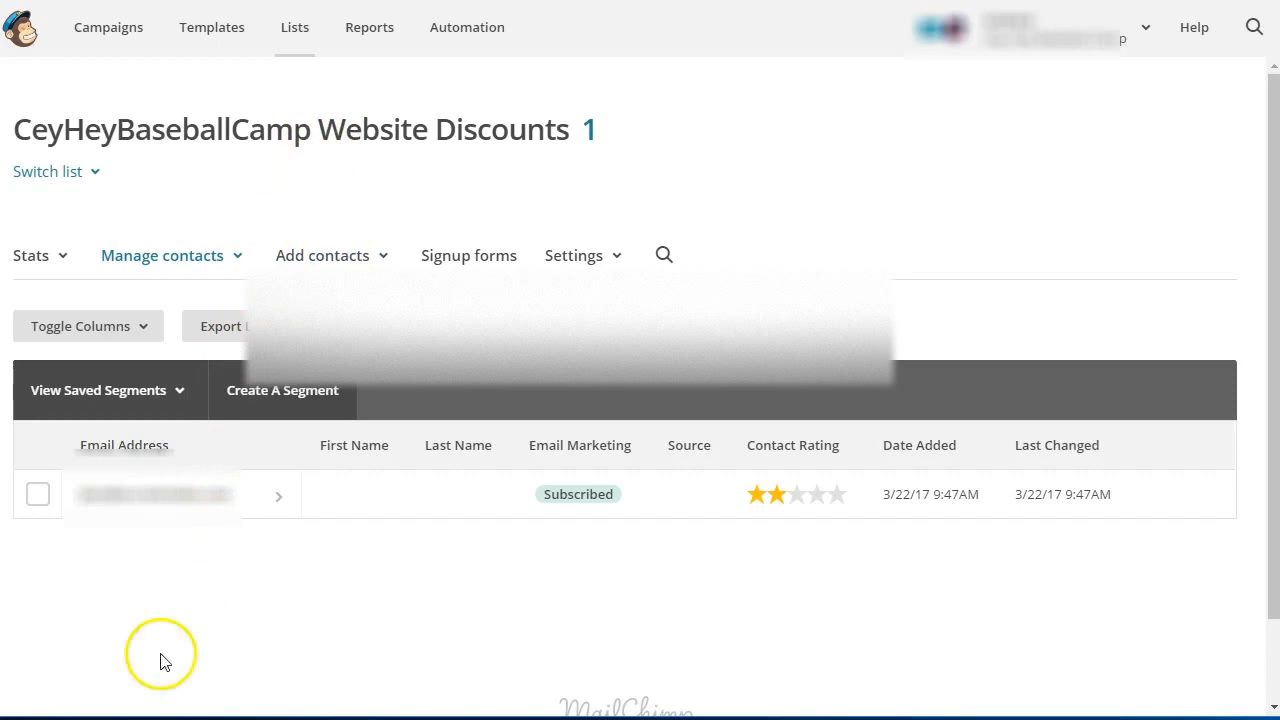 Campaigns Templates Lists Reports Automation Help
CeyHeyBaseballCamp Website Discounts 1
Switch list
Stats Manage contacts Add contacts Signup forms Settings
Toggle Columns Export
View Saved Segments Create A Segment
Email Address First Name Last Name Email Marketing Source Contact Rating Date Added Last Changed
Subscribed 3/22/17 9:47AM 3/22/17 9:47AM
MailChimp